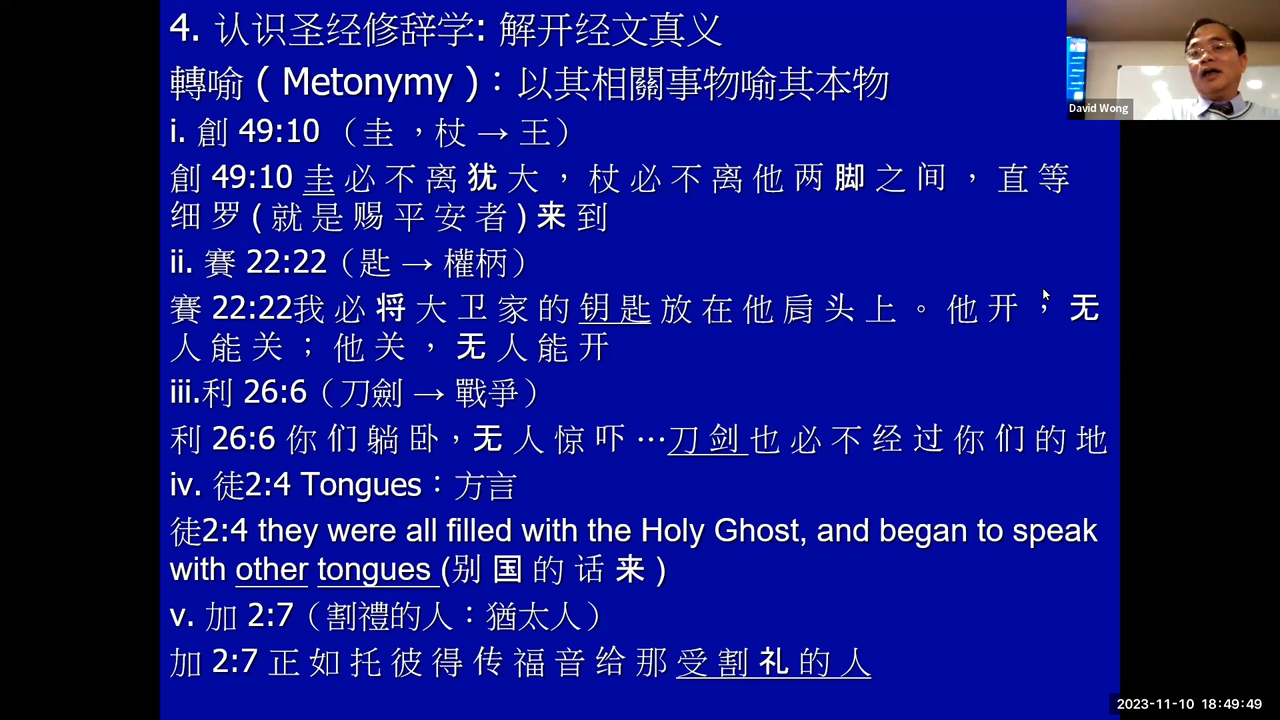 4. 认识圣经修辞学: 解开经文真义
轉喻 ( Metonymy )：以其相關事物喻其本物
i. 創 49:10 （圭 ，杖 → 王）
創 49:10 圭 必 不 离 犹 大 ， 杖 必 不 离 他 两 脚 之 间 ， 直 等
细 罗 ( 就 是 赐 平 安 者 ) 来 到
ii. 賽 22:22（匙 → 權柄）
賽 22:22我 必 将 大 卫 家 的 钥 匙 放 在 他 肩 头 上 。 他 开 ， 无
人 能 关 ； 他 关 ， 无 人 能 开
iii.利 26:6（刀劍 → 戰爭）
利 26:6 你 们 躺 卧，无 人 惊 吓 …刀 剑 也 必 不 经 过 你 们 的 地
iv. 徒2:4 Tongues：方言
徒2:4 they were all filled with the Holy Ghost, and began to speak
with other tongues (别 国 的 话 来 )
v. 加 2:7（割禮的人：猶太人）
加 2:7 正 如 托 彼 得 传 福 音 给 那 受 割 礼 的 人
David Wong
2023-11-10 18:49:49